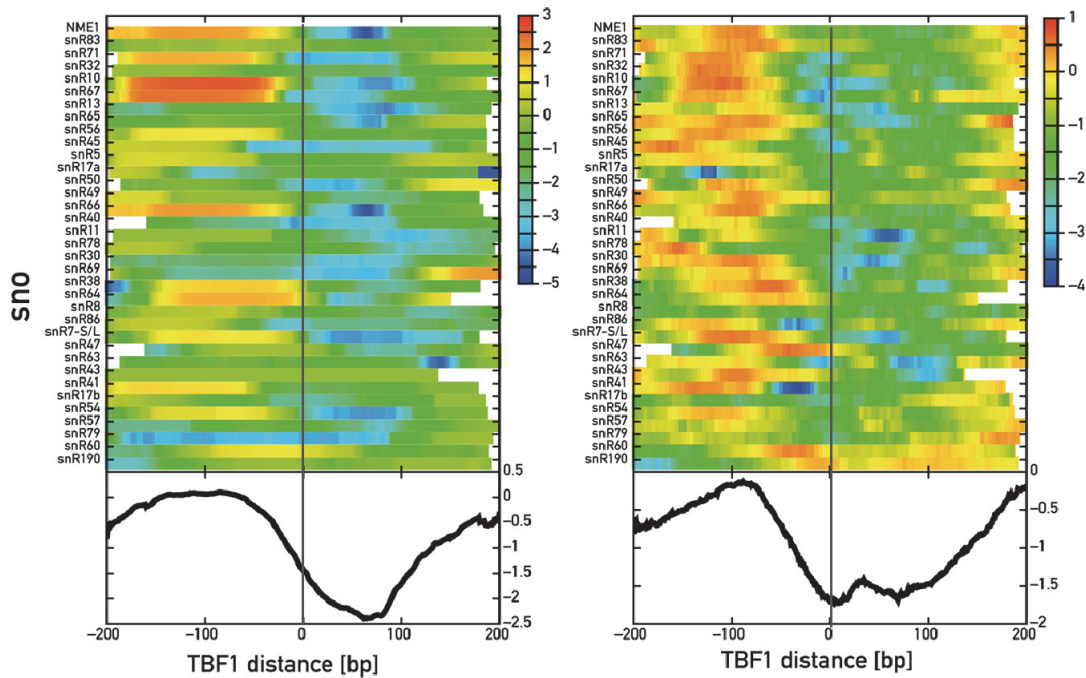 sno
NME1
snR83
snR71
snR32
snR10
snR67
snR13
snR65
snR56
snR45
snR5
snR17a
snR50
snR49
snR66
snR40
snR11
snR78
snR30
snR69
snR38
snR64
snR8
snR86
snR7-S/L
snR47
snR63
snR43
snR41
snR17b
snR54
snR57
snR79
snR60
snR190
3
2
1
0
−1
−2
−3
−4
−5
0.5
0
−0.5
−1
−1.5
−2
−2.5
−200
−100
0
100
200
TBF1 distance [bp]
NME1
snR83
snR71
snR32
snR10
snR67
snR13
snR65
snR56
snR45
snR5
snR17a
snR50
snR49
snR66
snR40
snR11
snR78
snR30
snR69
snR38
snR64
snR8
snR86
snR7-S/L
snR47
snR63
snR43
snR41
snR17b
snR54
snR57
snR79
snR60
snR190
1
0
−1
−2
−3
−4
0
−0.5
−1
−1.5
−2
−200
−100
0
100
200
TBF1 distance [bp]